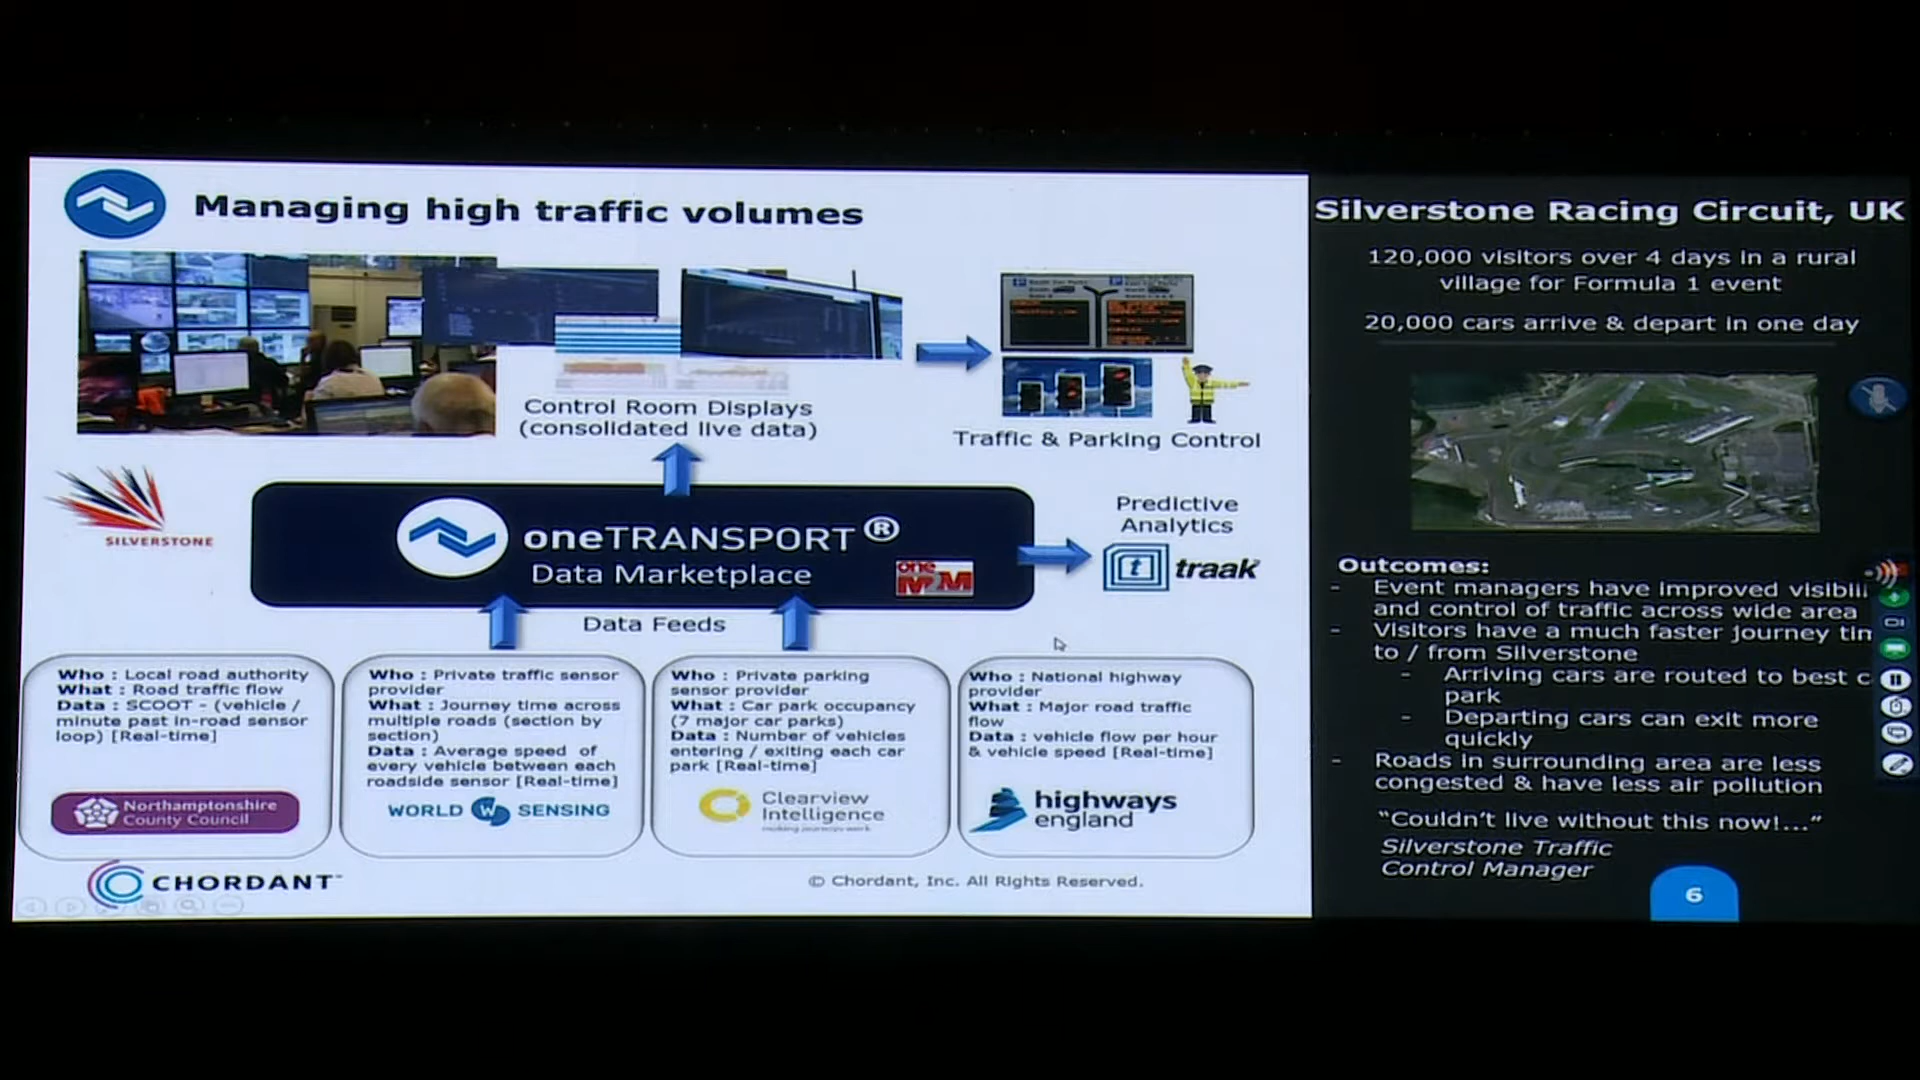 Managing high traffic volumes
Control Room Displays
(consolidated live data)
Traffic & Parking Control
SILVERSTONE
oneTRANSPORT®
Data Marketplace
one
M2M
Predictive
Analytics
t traak
Data Feeds
Who : Local road authority
What : Road traffic flow
Data : SCOOT - (vehicle /
minute past in-road sensor
loop) [Real-time]
Northamptonshire
County Council
Who : Private traffic sensor
provider
What : Journey time across
multiple roads (section by
section)
Data : Average speed of
every vehicle between each
roadside sensor [Real-time]
WORLD W SENSING
Who : Private parking
sensor provider
What : Car park occupancy
(7 major car parks)
Data : Number of vehicles
entering / exiting each car
park [Real-time]
Clearview
Intelligence
making journeys work
Who : National highway
provider
What : Major road traffic
flow
Data : vehicle flow per hour
& vehicle speed [Real-time]
highways
england
CHORDANT™
© Chordant, Inc. All Rights Reserved.
Silverstone Racing Circuit, UK
120,000 visitors over 4 days in a rural
village for Formula 1 event
20,000 cars arrive & depart in one day
Outcomes:
- Event managers have improved visibili
and control of traffic across wide area
- Visitors have a much faster journey tim
to / from Silverstone
- Arriving cars are routed to best c
park
- Departing cars can exit more
quickly
- Roads in surrounding area are less
congested & have less air pollution
"Couldn't live without this now!..."
Silverstone Traffic
Control Manager
6